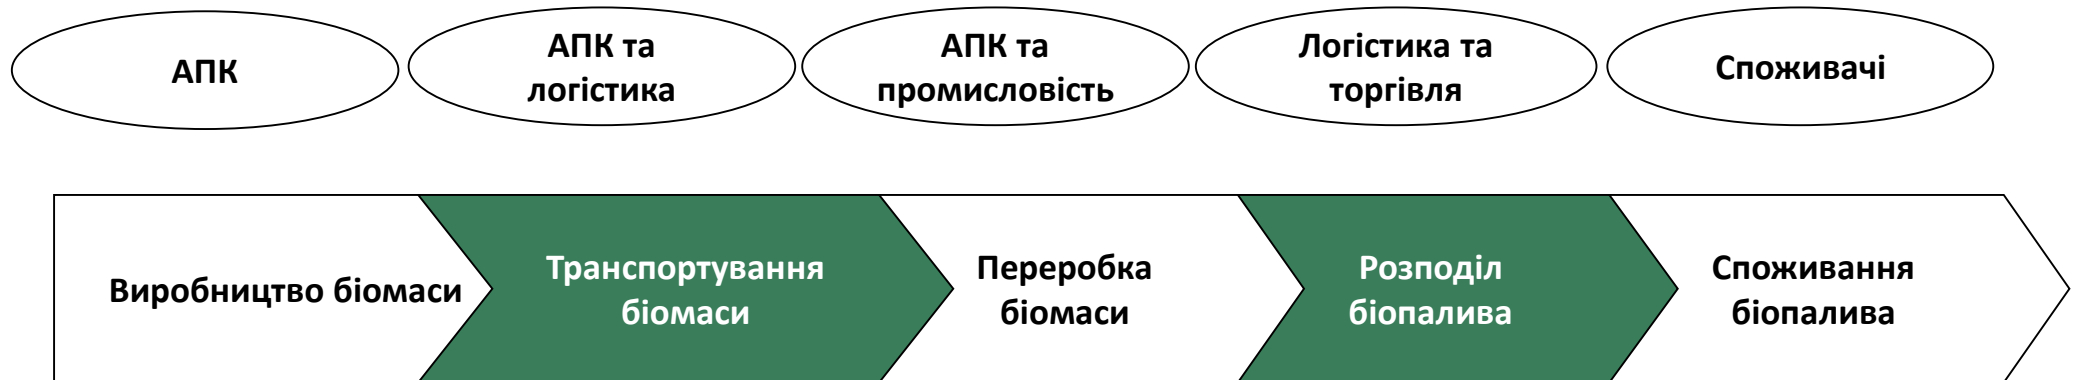 АПК
АПК та
логістика
АПК та
промисловість
Логістика та
торгівля
Споживачі
Виробництво біомаси
Транспортування
біомаси
Переробка
біомаси
Розподіл
біопалива
Споживання
біопалива